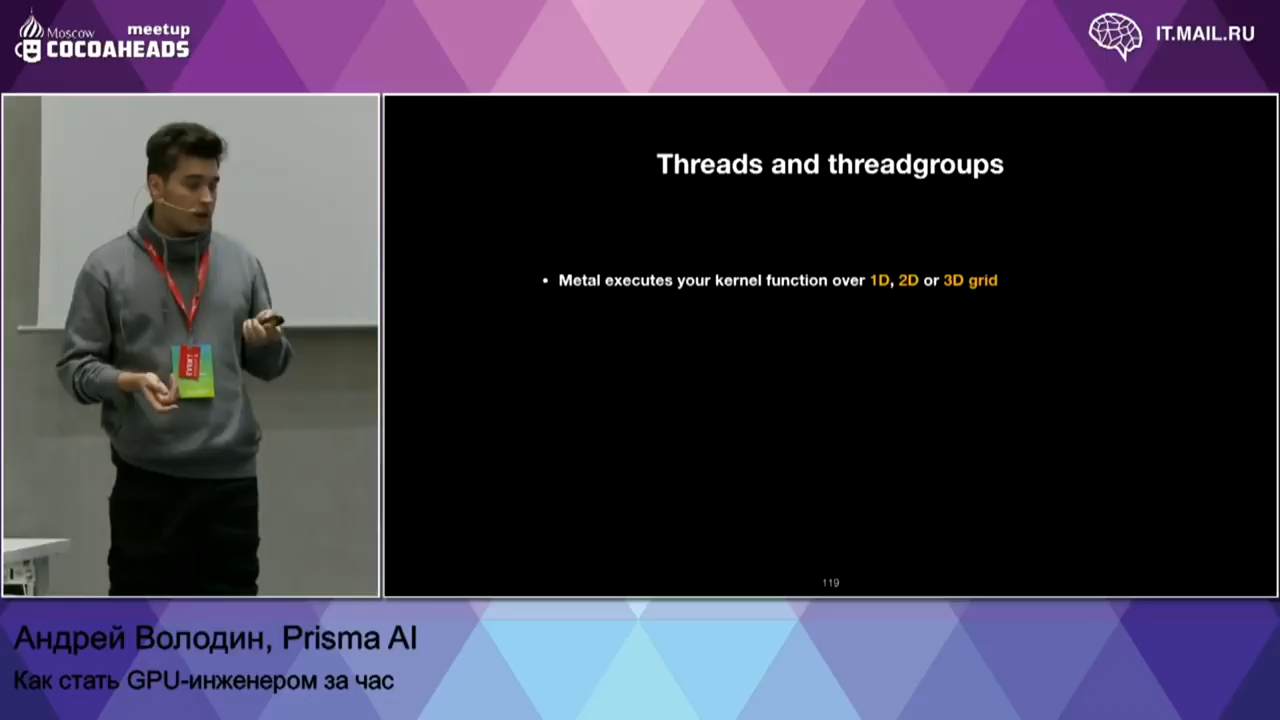 Moscow meetup
COCOAHEADS
IT.MAIL.RU
Threads and threadgroups
• Metal executes your kernel function over 1D, 2D or 3D grid
119
Андрей Володин, Prisma AI
Как стать GPU-инженером за час